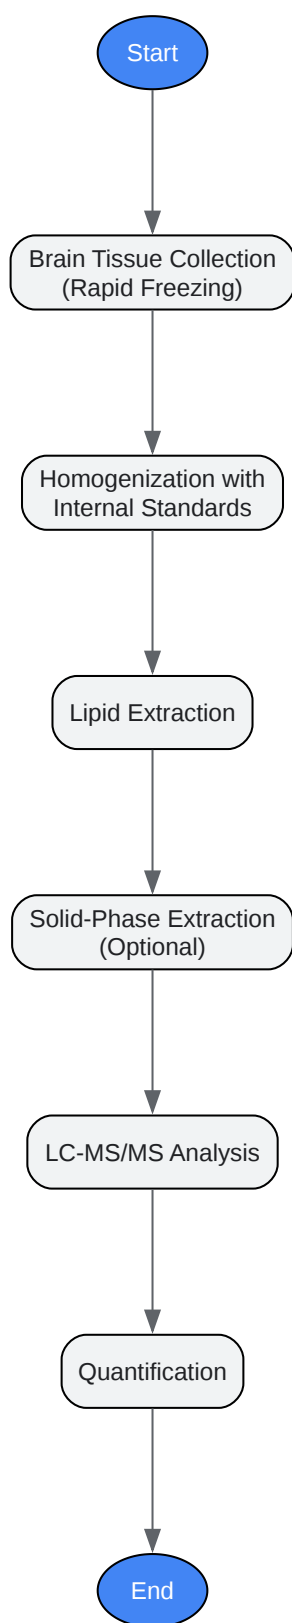 Start
Brain Tissue Collection
(Rapid Freezing)
Homogenization with
Internal Standards
Lipid Extraction
Solid-Phase Extraction
(Optional)
LC-MS/MS Analysis
Quantification
End